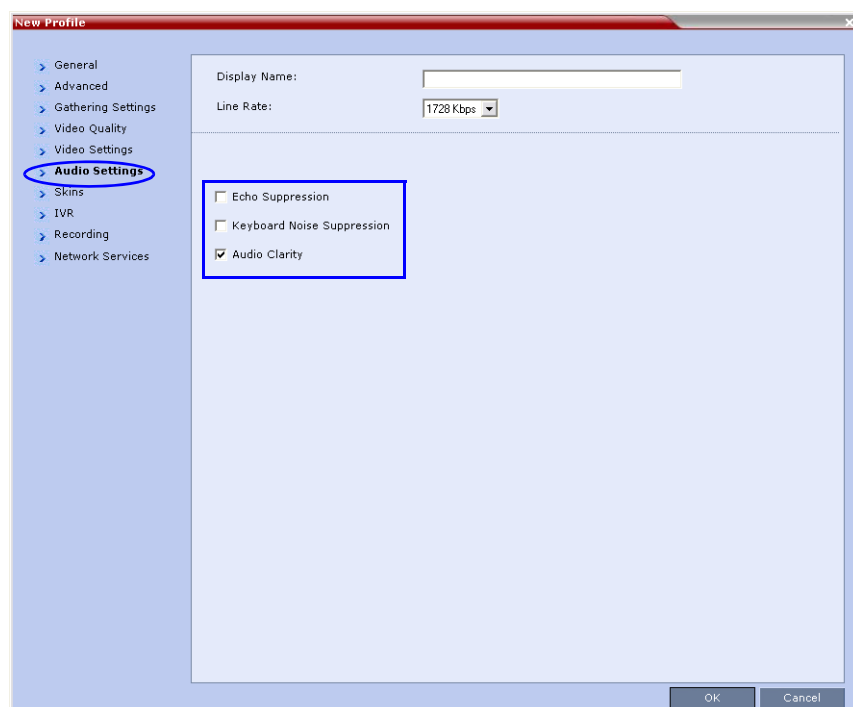 New Profile
General
Advanced
Gathering Settings
Video Quality
Video Settings
Audio Settings
Skins
IVR
Recording
Network Services
Display Name:
Line Rate:
1728 Kbps
Echo Suppression
Keyboard Noise Suppression
Audio Clarity
OK
Cancel